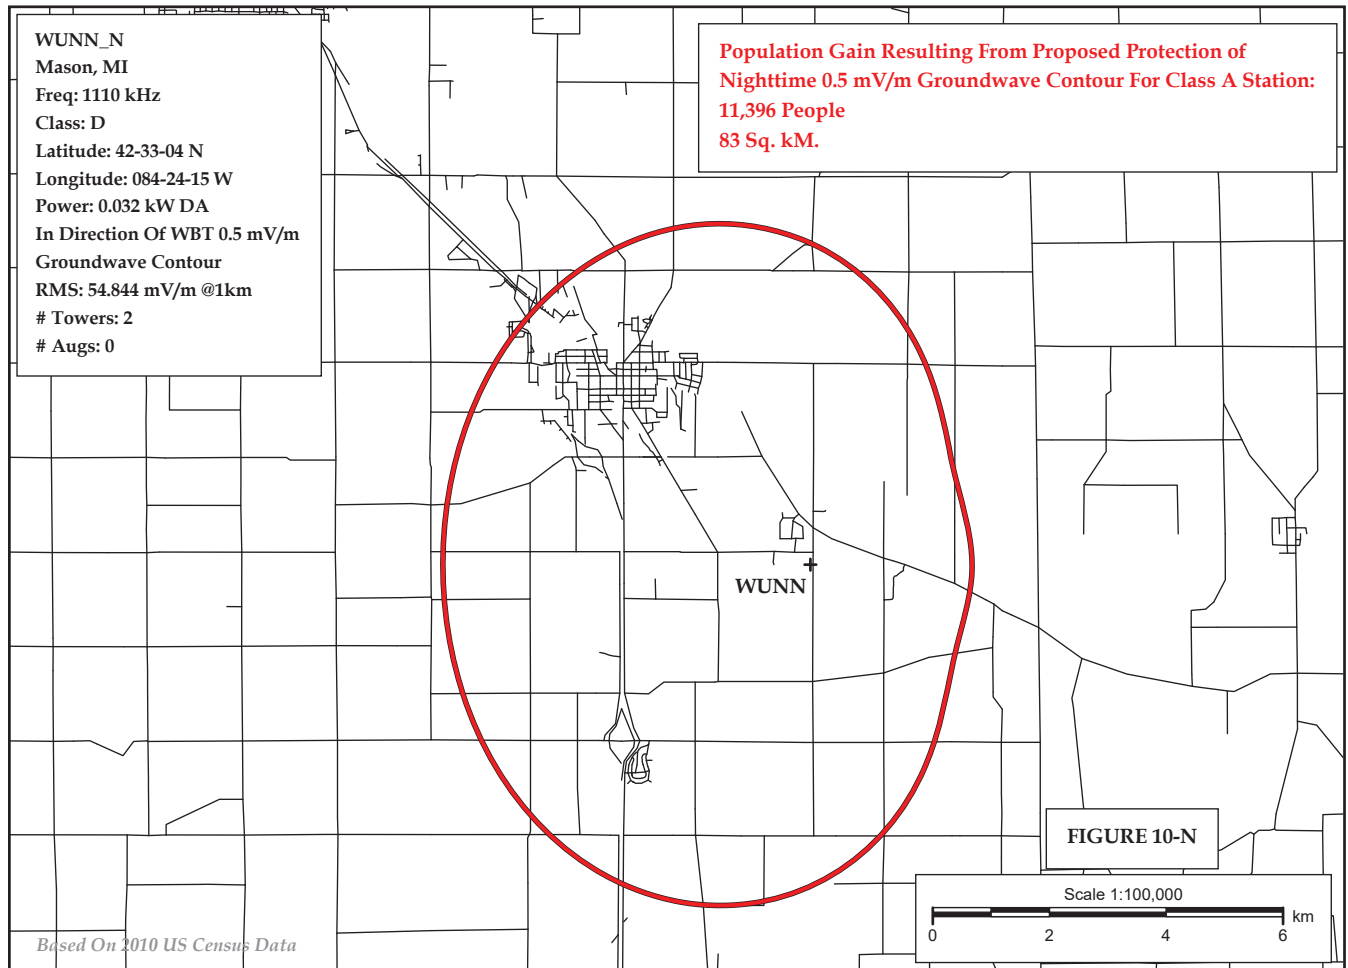 WUNN_N
Mason, MI
Freq: 1110 kHz
Class: D
Latitude: 42-33-04 N
Longitude: 084-24-15 W
Power: 0.032 kW DA
In Direction Of WBT 0.5 mV/m
Groundwave Contour
RMS: 54.844 mV/m @1km
# Towers: 2
# Augs: 0
Population Gain Resulting From Proposed Protection of
Nighttime 0.5 mV/m Groundwave Contour For Class A Station:
11,396 People
83 Sq. kM.
WUNN
FIGURE 10-N
Scale 1:100,000
km
0 2 4 6
Based On 2010 US Census Data